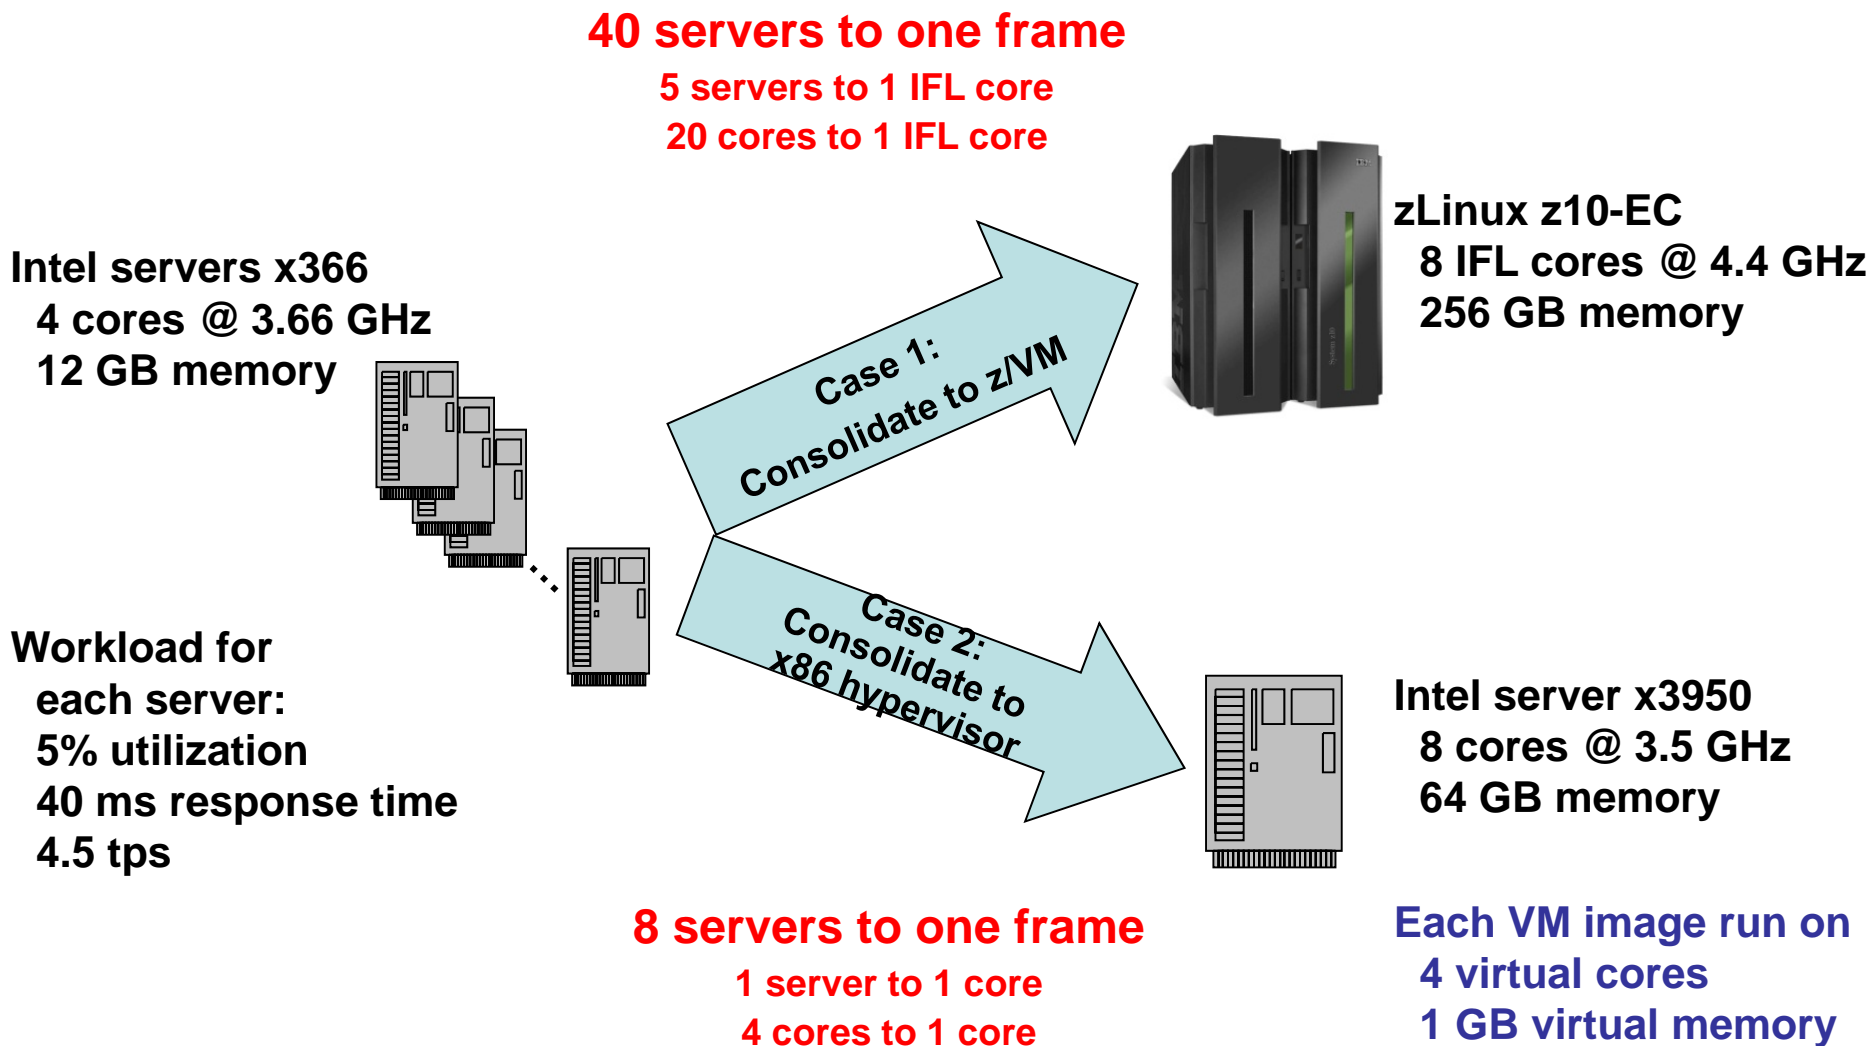 40 servers to one frame
5 servers to 1 IFL core
20 cores to 1 IFL core
Intel servers x366
4 cores @ 3.66 GHz
12 GB memory
Workload for
each server:
5% utilization
40 ms response time
4.5 tps
Case 1:
Consolidate to z/VM
Case 2:
Consolidate to
x86 hypervisor
zLinux z10-EC
8 IFL cores @ 4.4 GHz
256 GB memory
Intel server x3950
8 cores @ 3.5 GHz
64 GB memory
8 servers to one frame
1 server to 1 core
4 cores to 1 core
Each VM image run on
4 virtual cores
1 GB virtual memory